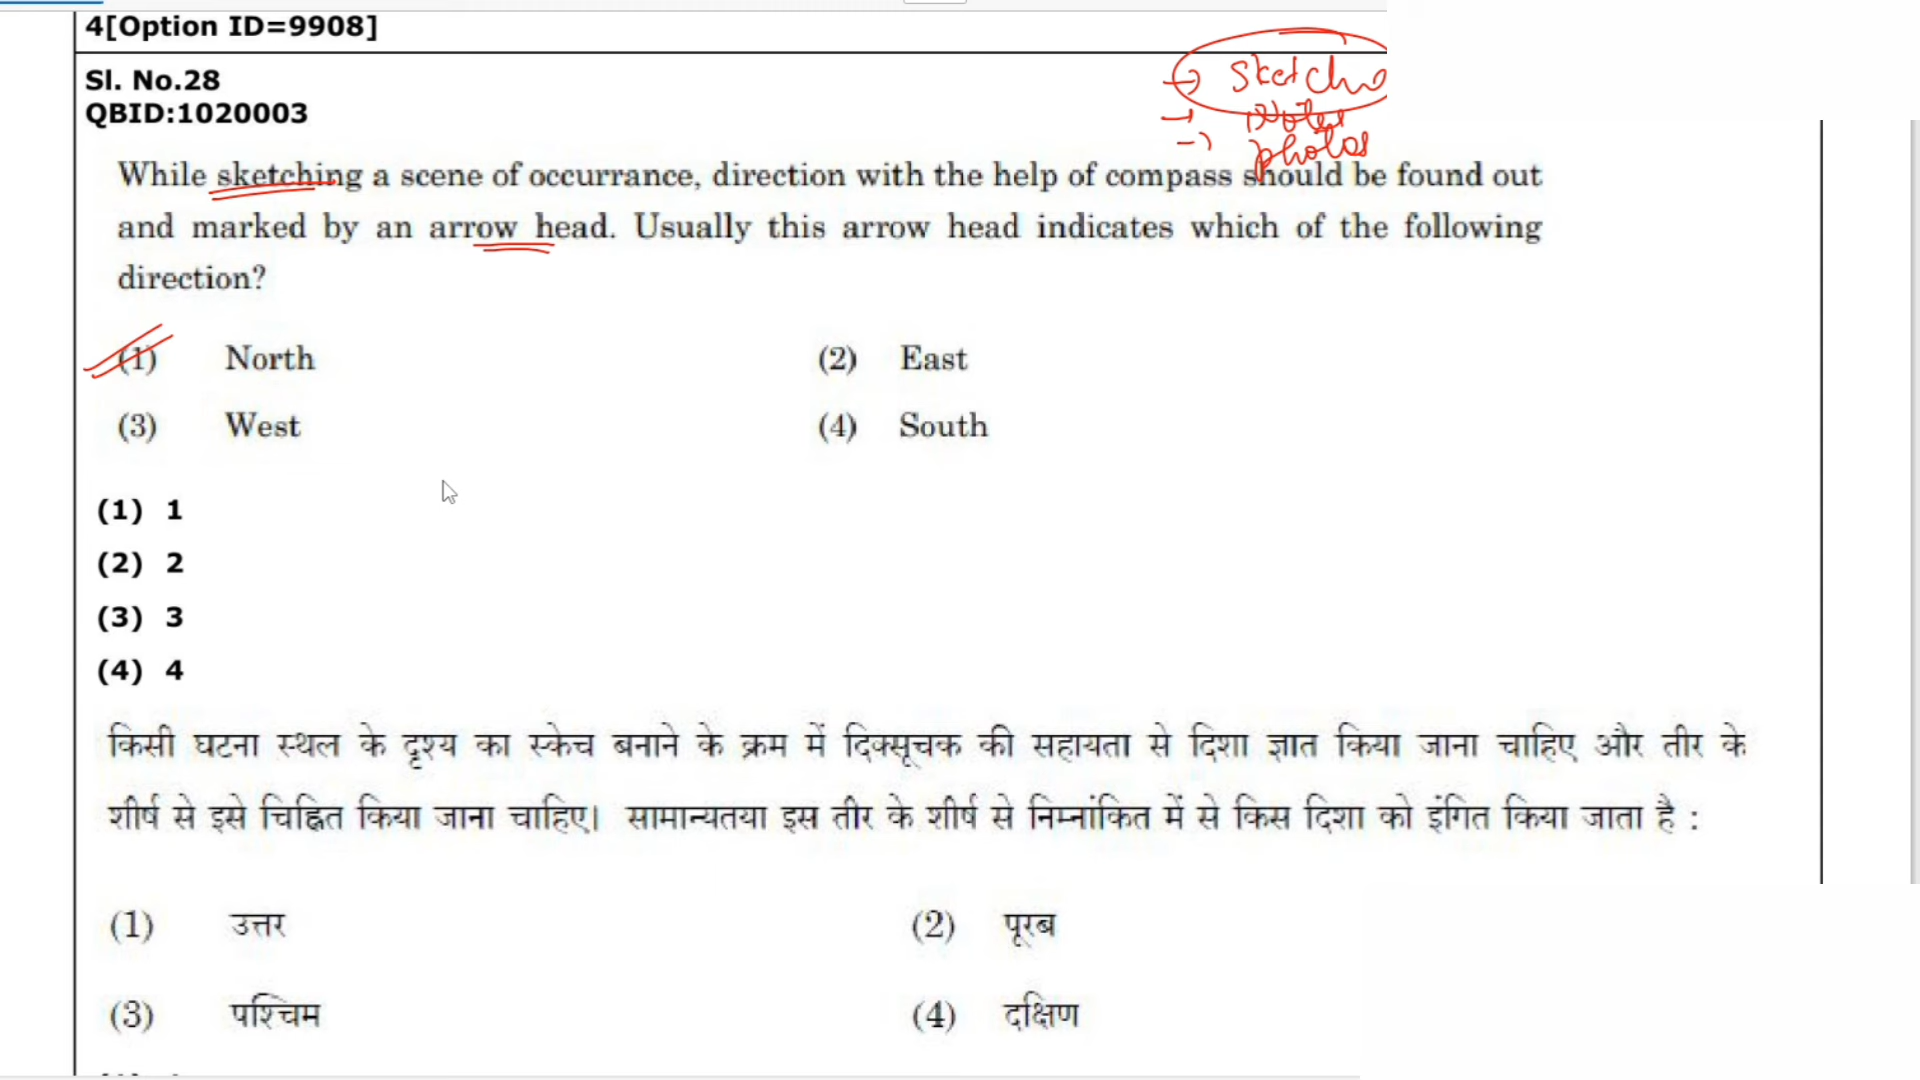 4[Option ID=9908]
Sl. No.28
QBID:1020003
→ Sketche
→ Notes
→ photos
While sketching a scene of occurrance, direction with the help of compass should be found out
and marked by an arrow head. Usually this arrow head indicates which of the following
direction?
(1) North (2) East
(3) West (4) South
(1) 1
(2) 2
(3) 3
(4) 4
किसी घटना स्थल के दृश्य का स्केच बनाने के क्रम में दिक्सूचक की सहायता से दिशा ज्ञात किया जाना चाहिए और तीर के
शीर्ष से इसे चिह्नित किया जाना चाहिए। सामान्यतया इस तीर के शीर्ष से निम्नांकित में से किस दिशा को इंगित किया जाता है :
(1) उत्तर (2) पूरब
(3) पश्चिम (4) दक्षिण